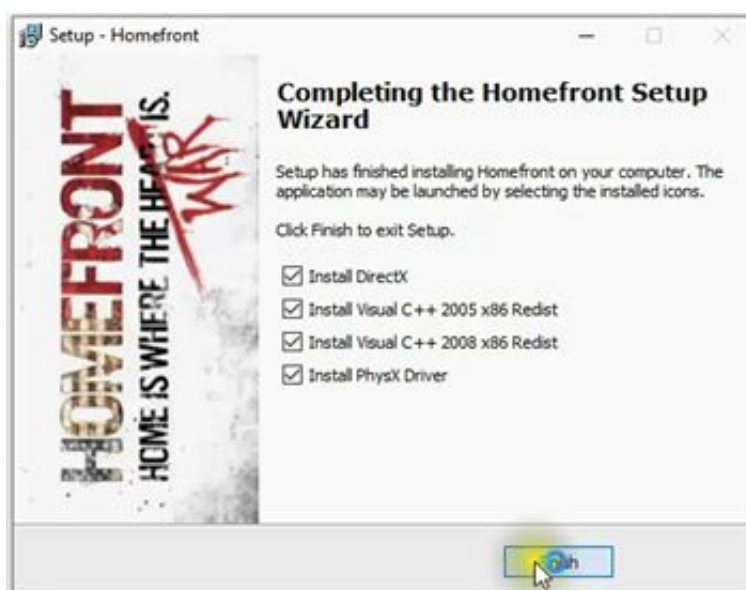 Setup - Homefront
HOMEFRONT
HOME IS WHERE THE HEART IS.
WAR
Completing the Homefront Setup
Wizard
Setup has finished installing Homefront on your computer. The
application may be launched by selecting the installed icons.
Click Finish to exit Setup.
Install DirectX
Install Visual C++ 2005 x86 Redist
Install Visual C++ 2008 x86 Redist
Install PhysX Driver
Finish